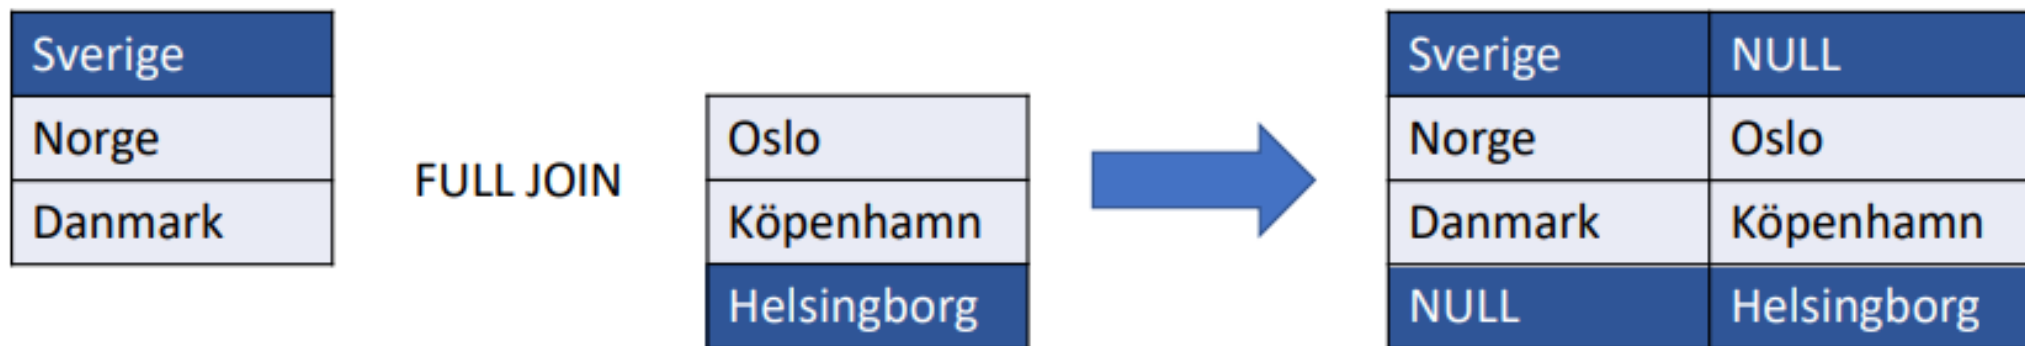 Sverige
Norge
Danmark
FULL JOIN
Oslo
Köpenhamn
Helsingborg
Sverige NULL
Norge Oslo
Danmark Köpenhamn
NULL Helsingborg